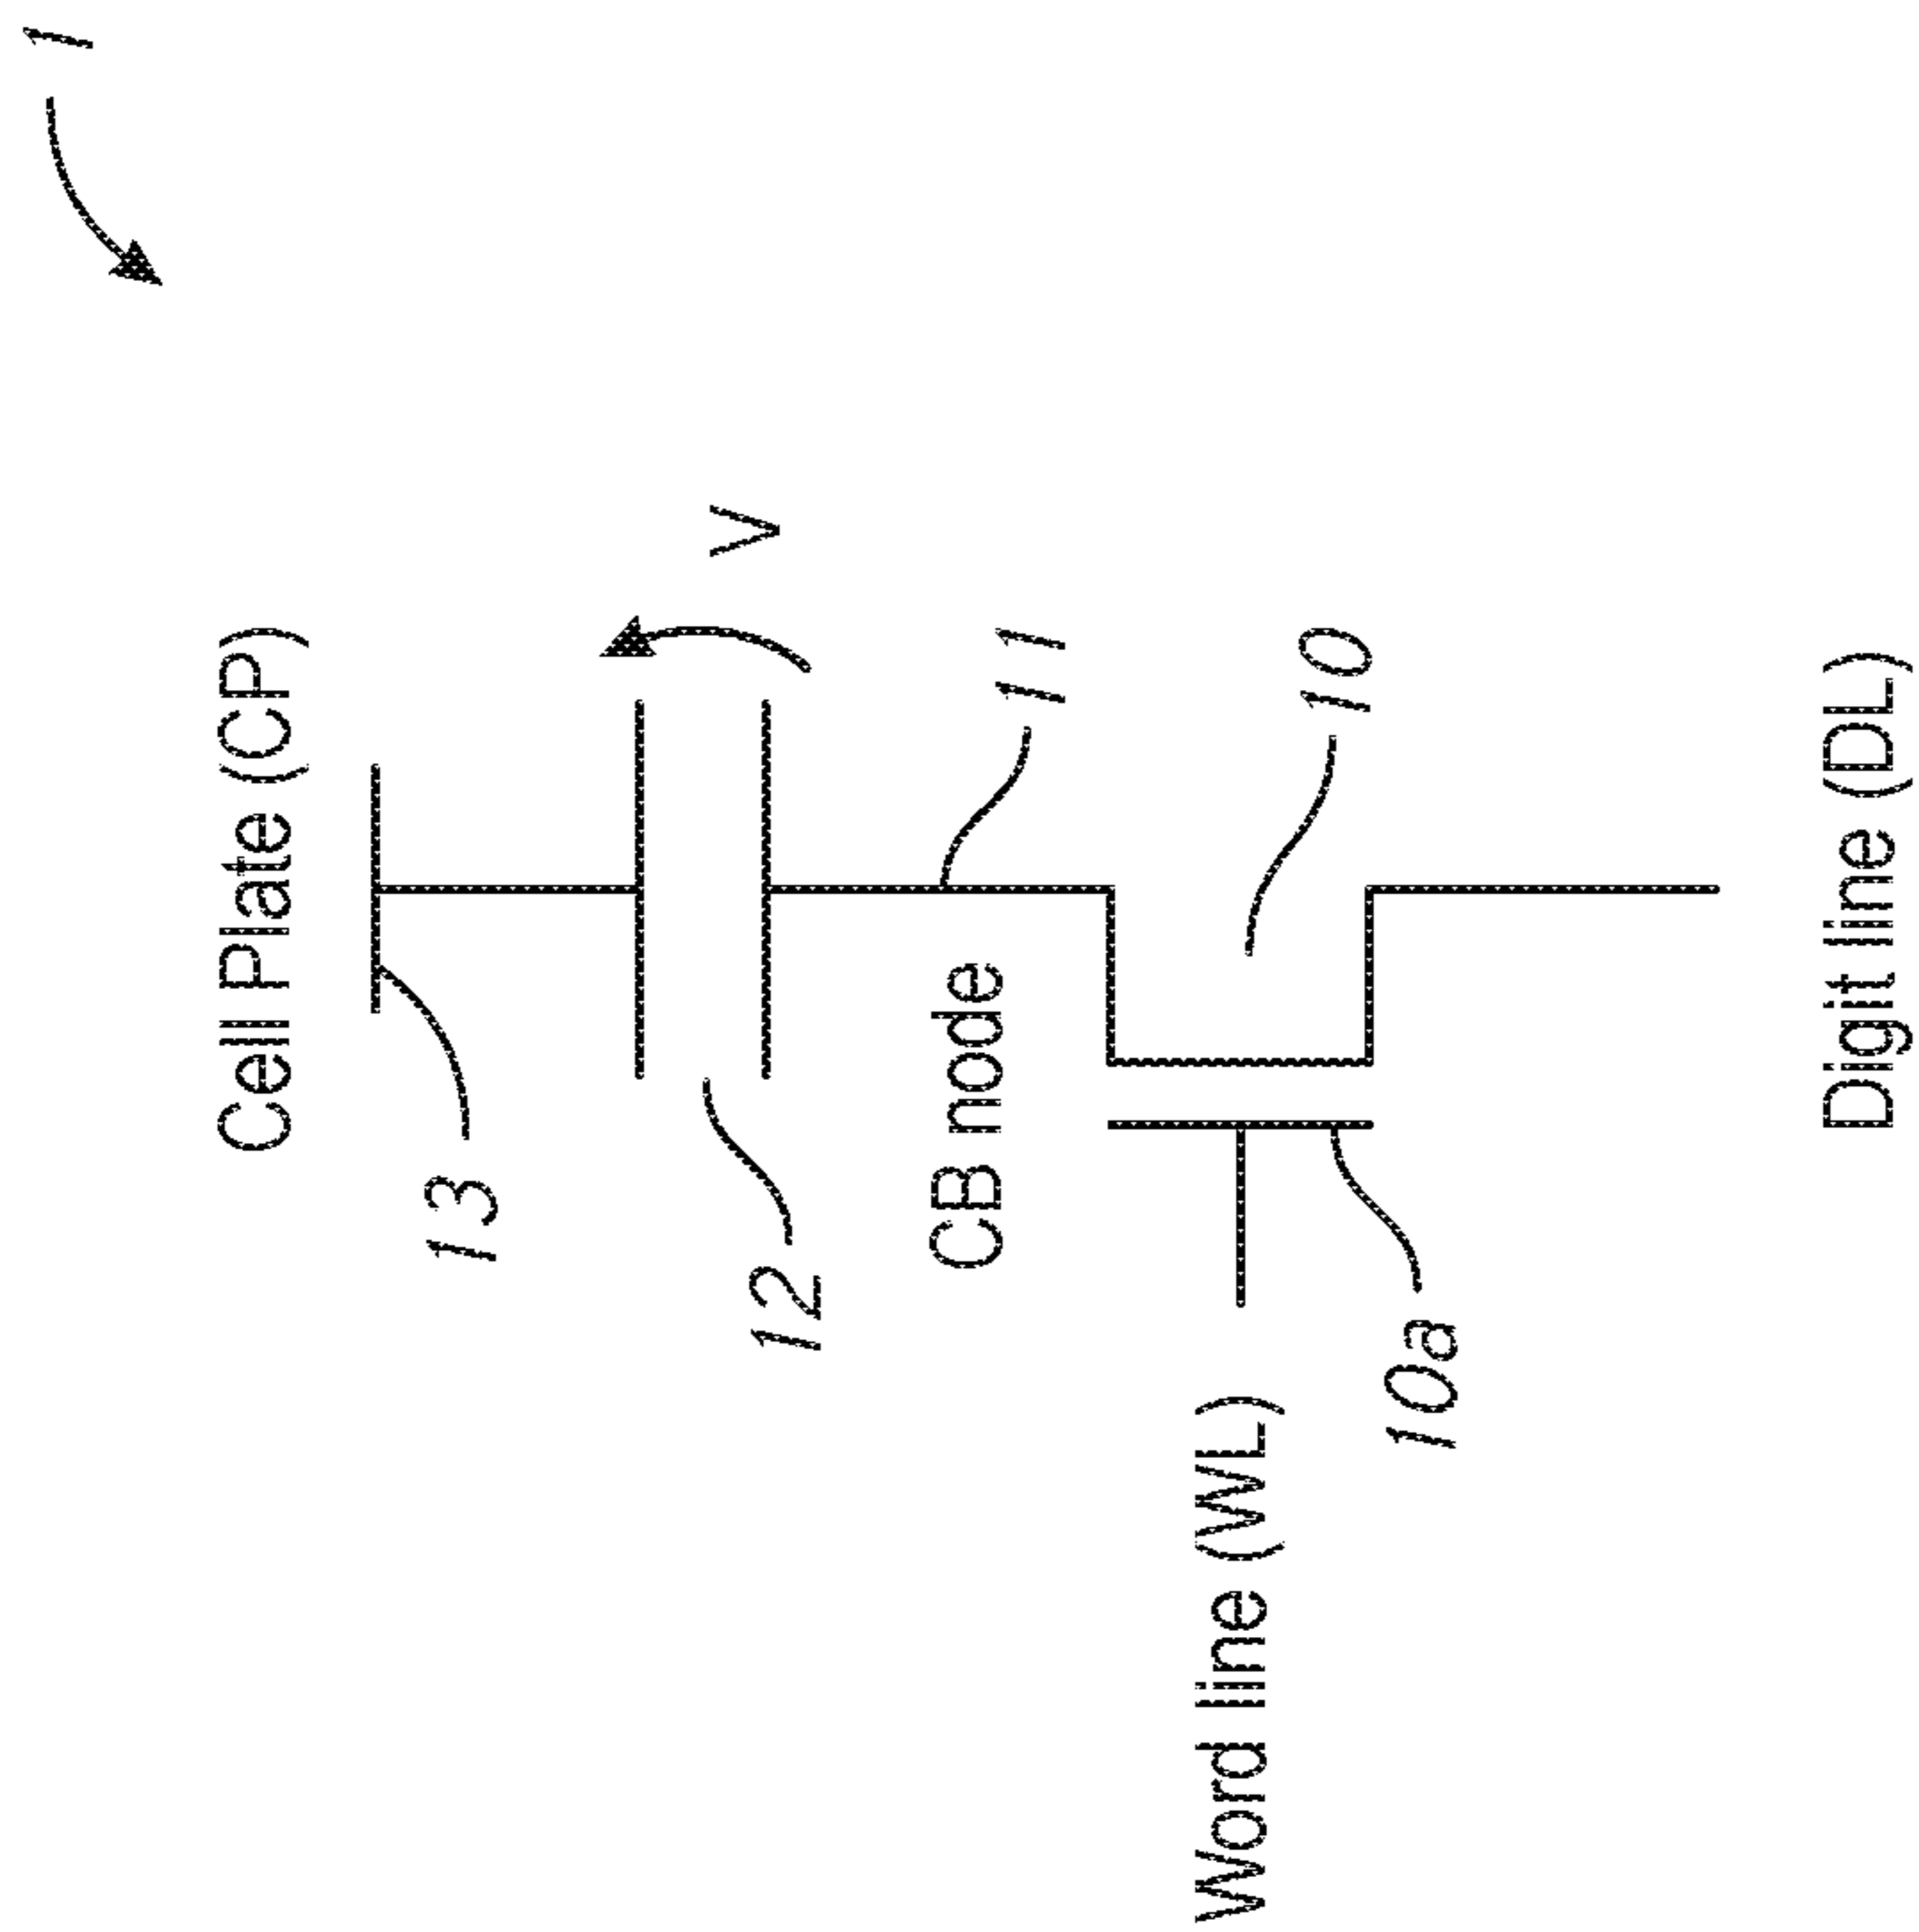 1
Cell Plate (CP)
13
V
12
CB node
11
Word line (WL)
10
10a
Digit line (DL)